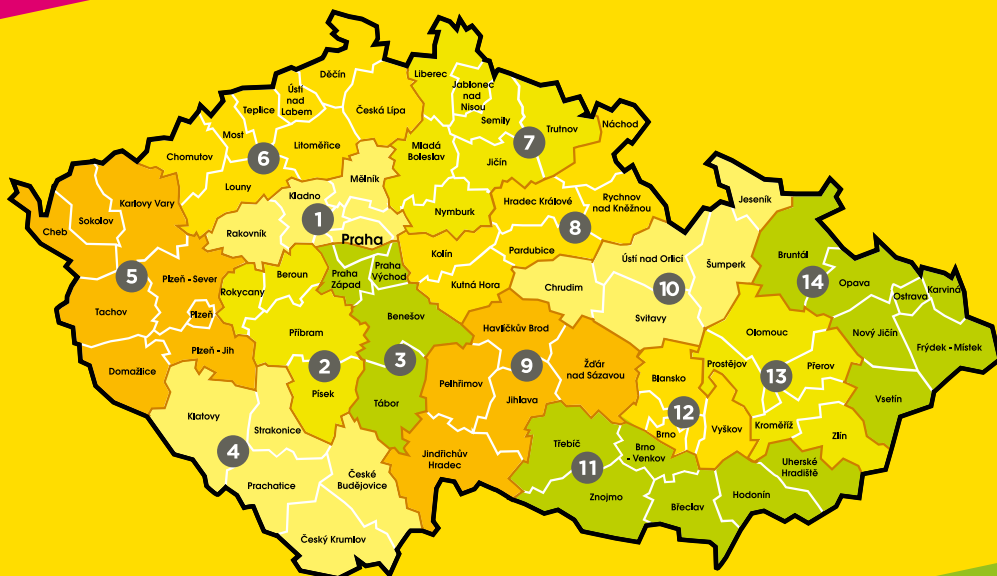 Děčín
Liberec
Ústí
nad
Labem
Jablonec
nad
Nisou
Teplice
Česká Lípa
Semily
Trutnov
Náchod
Most
Litoměřice
Mladá
Boleslav
7
Chomutov
6
Jičín
Mělník
Louny
Kladno
Karlovy Vary
Sokolov
Cheb
Rakovník
1
Praha
Nymburk
Hradec Králové
Rychnov
nad Kněžnou
8
Jeseník
Pardubice
Kolín
Plzeň - Sever
5
Rokycany
Beroun
Praha
Západ
Praha
Východ
Kutná Hora
Chrudim
Ústí nad Orlicí
Šumperk
Bruntál
14
Opava
Ostrava
Karviná
10
Svitavy
Tachov
Plzeň
Benešov
Příbram
Havlíčkův Brod
Olomouc
Nový Jičín
Frýdek - Místek
Plzeň - Jih
Domažlice
2
3
9
Žďár
nad Sázavou
Prostějov
Přerov
13
Pelhřimov
Blansko
Písek
Jihlava
Tábor
Vsetín
Klatovy
12
Strakonice
Brno
Vyškov
Kroměříž
Zlín
4
Třebíč
Brno
- Venkov
Jindřichův
Hradec
11
Uherské
Hradiště
České
Budějovice
Prachatice
Znojmo
Břeclav
Hodonín
Český Krumlov